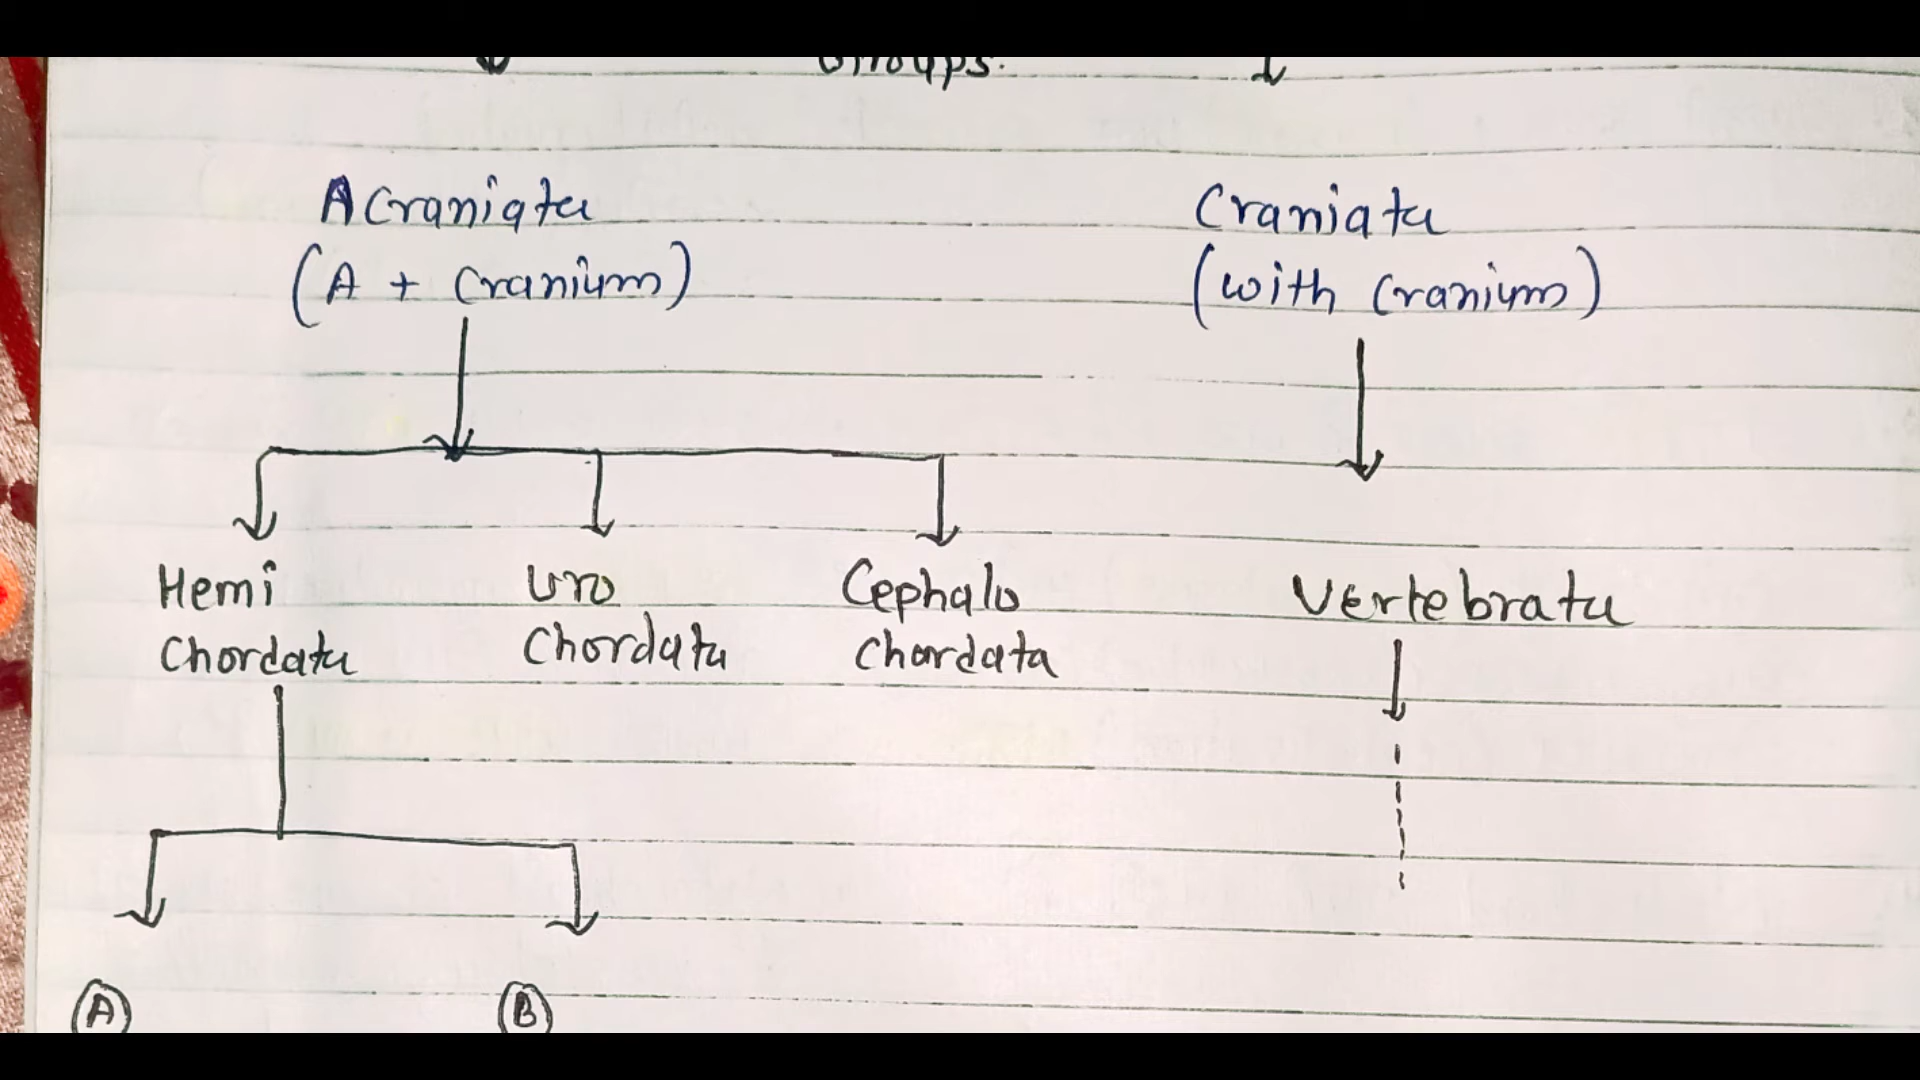 Groups.
Acraniata
Craniata
(A + Cranium)
(with Cranium)
Hemi
Chordata
Uro
Chordata
Cephalo
Chordata
Vertebrata
A
B